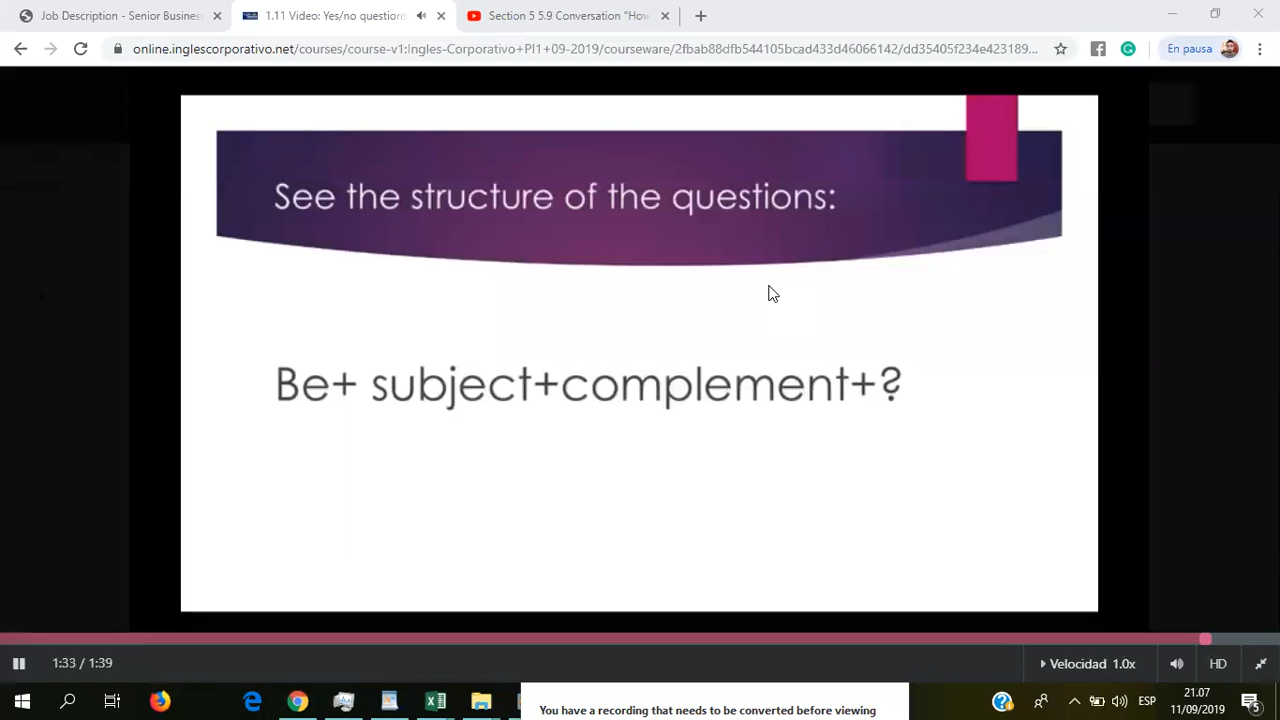 Job Description - Senior Busines
1.11 Video: Yes/no questions
Section 5 5.9 Conversation "How
online.inglescorporativo.net/courses/course-v1:Ingles-Corporativo+PI1+09-2019/courseware/2fbab88dfb544105bcad433d46066142/dd35405f234e423189...
En pausa
See the structure of the questions:
Be+ subject+complement+?
1:33 / 1:39
Velocidad 1.0x
HD
ESP
21.07
11/09/2019
5
You have a recording that needs to be converted before viewing